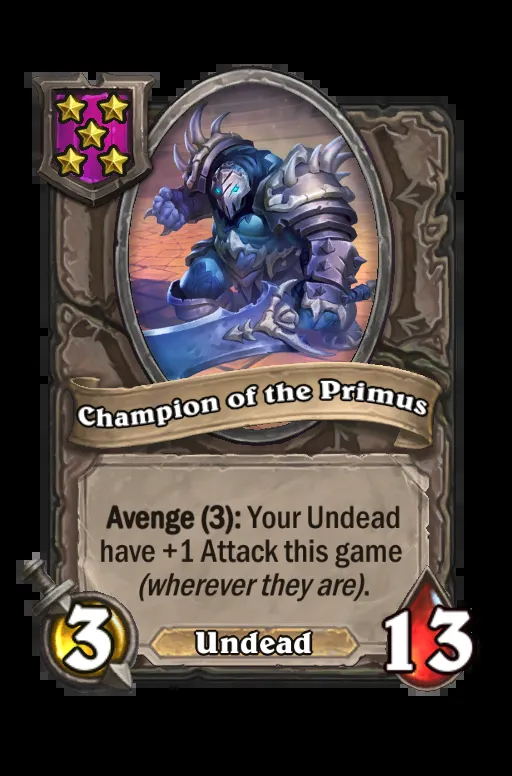 Champion of the Primus
Avenge (3): Your Undead
have +1 Attack this game
(wherever they are).
3
Undead
13